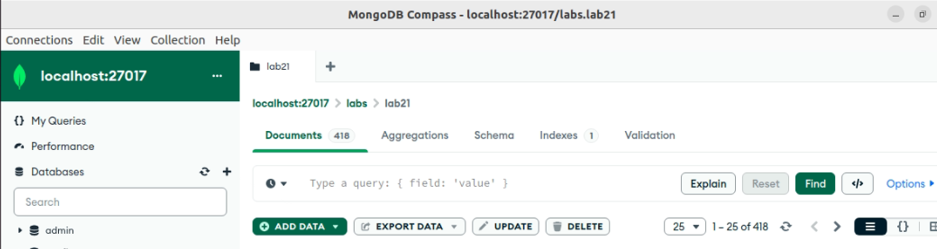 MongoDB Compass - localhost:27017/labs.lab21
Connections Edit View Collection Help
localhost:27017 ...
lab21 +
localhost:27017 > labs > lab21
{} My Queries
Performance
Databases +
Search
admin
Documents 418 Aggregations Schema Indexes 1 Validation
Type a query: { field: 'value' } Explain Reset Find </> Options
ADD DATA EXPORT DATA UPDATE DELETE 25 1 – 25 of 418 < > {}